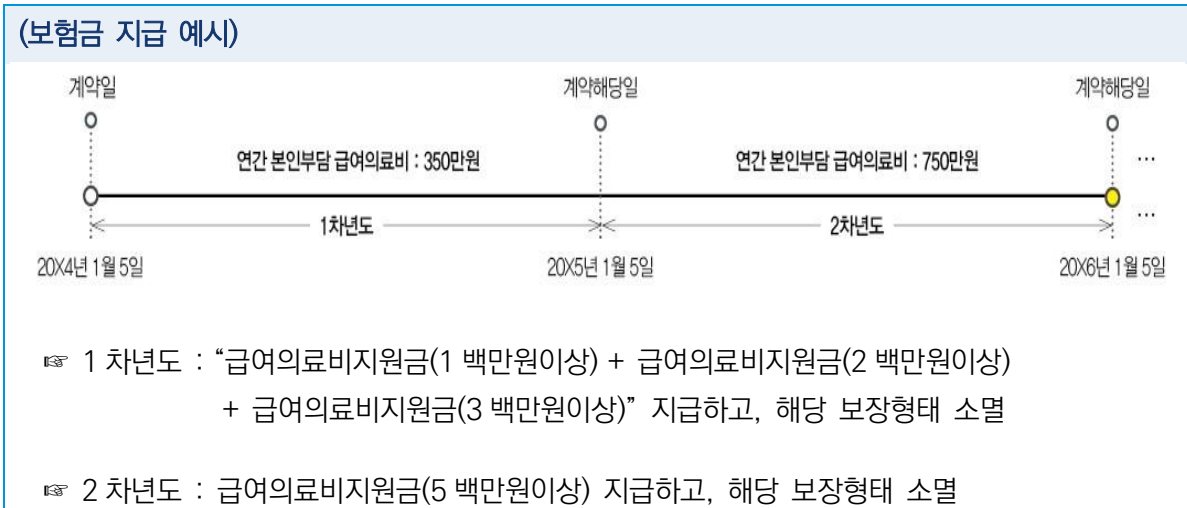 (보험금 지급 예시)
계약일 계약해당일 계약해당일
연간 본인부담 급여의료비 : 350만원 연간 본인부담 급여의료비 : 750만원 …
1차년도 2차년도 …
20X4년 1월 5일 20X5년 1월 5일 20X6년 1월 5일
☞ 1 차년도 : “급여의료비지원금(1 백만원이상) + 급여의료비지원금(2 백만원이상)
+ 급여의료비지원금(3 백만원이상)” 지급하고, 해당 보장형태 소멸
☞ 2 차년도 : 급여의료비지원금(5 백만원이상) 지급하고, 해당 보장형태 소멸